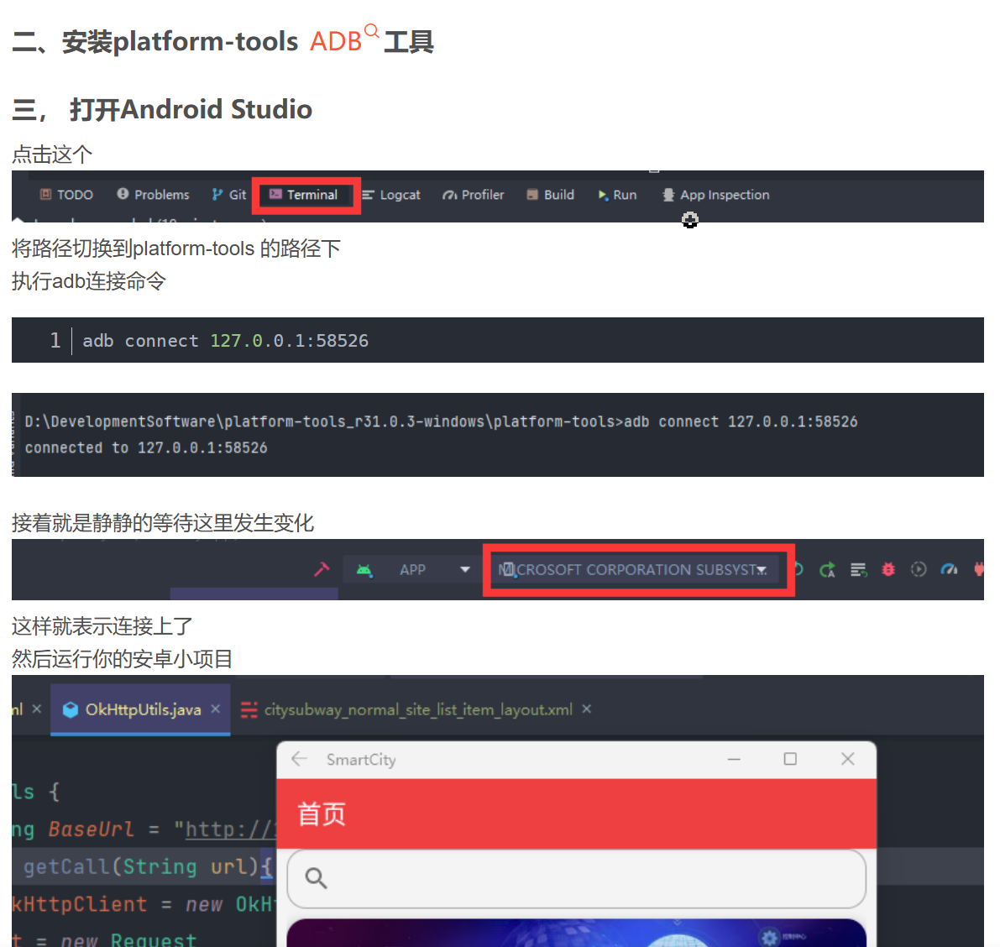 二、安装platform-tools ADB工具
三， 打开Android Studio
点击这个
TODO Problems Git Terminal Logcat Profiler Build Run App Inspection
将路径切换到platform-tools 的路径下
执行adb连接命令
1 adb connect 127.0.0.1:58526
D:\DevelopmentSoftware\platform-tools_r31.0.3-windows\platform-tools>adb connect 127.0.0.1:58526
connected to 127.0.0.1:58526
接着就是静静的等待这里发生变化
APP MICROSOFT CORPORATION SUBSYST...
这样就表示连接上了
然后运行你的安卓小项目
ml × OkHttpUtils.java × citysubway_normal_site_list_item_layout.xml ×
SmartCity
首页
ls {
ng BaseUrl = "http://
getCall(String url){
kHttpClient = new OkH
t = new Request